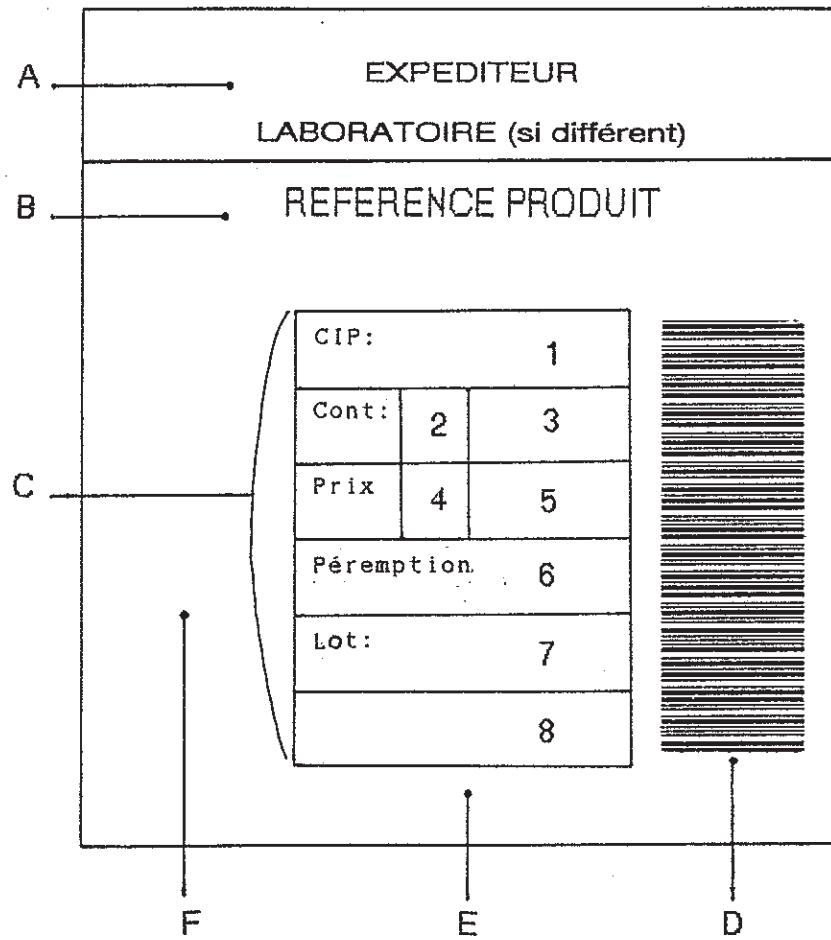 A
EXPEDITEUR
LABORATOIRE (si différent)
B
REFERENCE PRODUIT
CIP: 1
Cont: 2 3
C
Prix 4 5
Péremption 6
Lot: 7
8
F E D